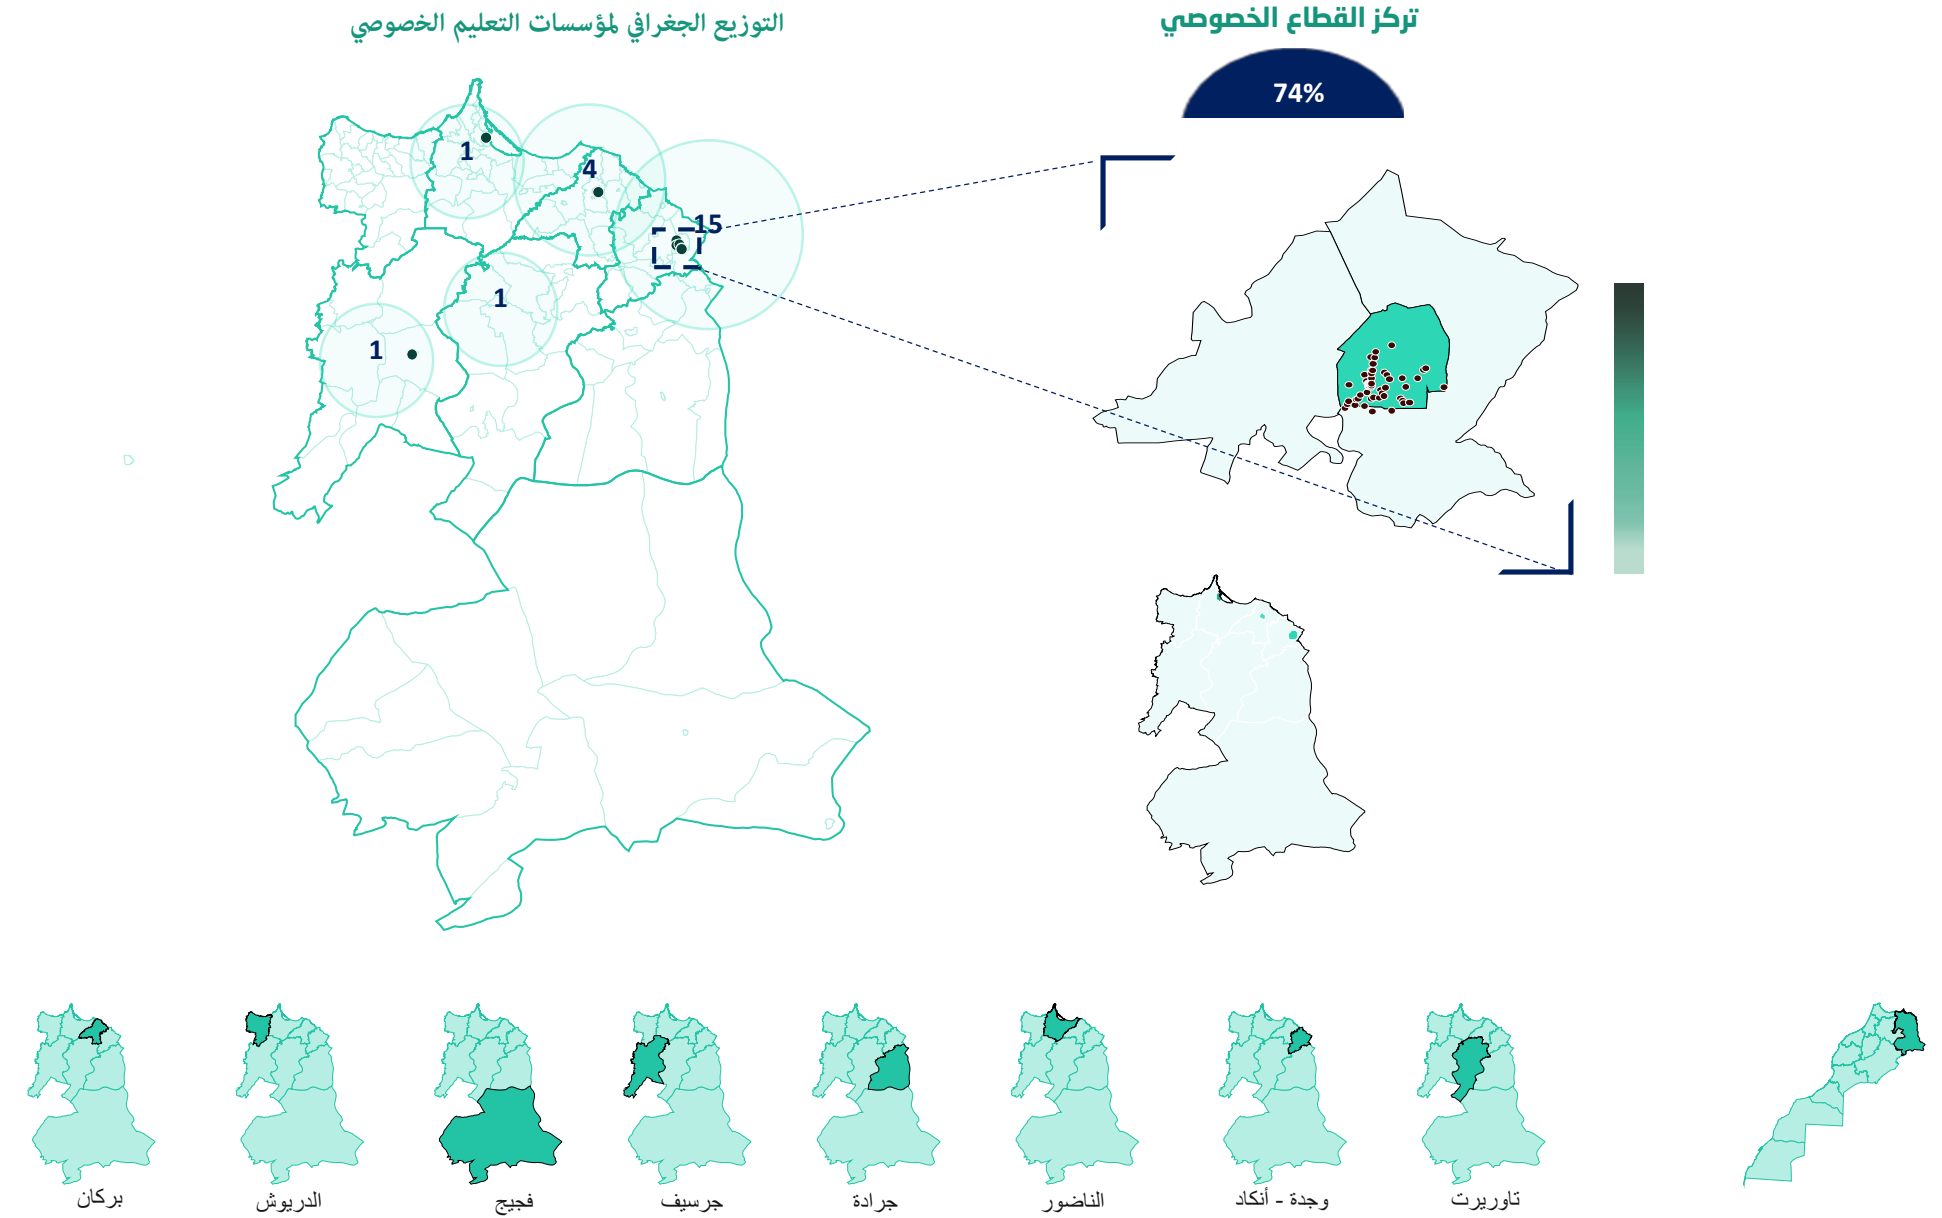 تركز القطاع الخصوصي
التوزيع الجغرافي لمؤسسات التعليم الخصوصي
74%
1
4
15
1
1
تاوريرت
وجدة - أنكاد
الناضور
جرادة
جرسيف
فجيج
الدريوش
بركان